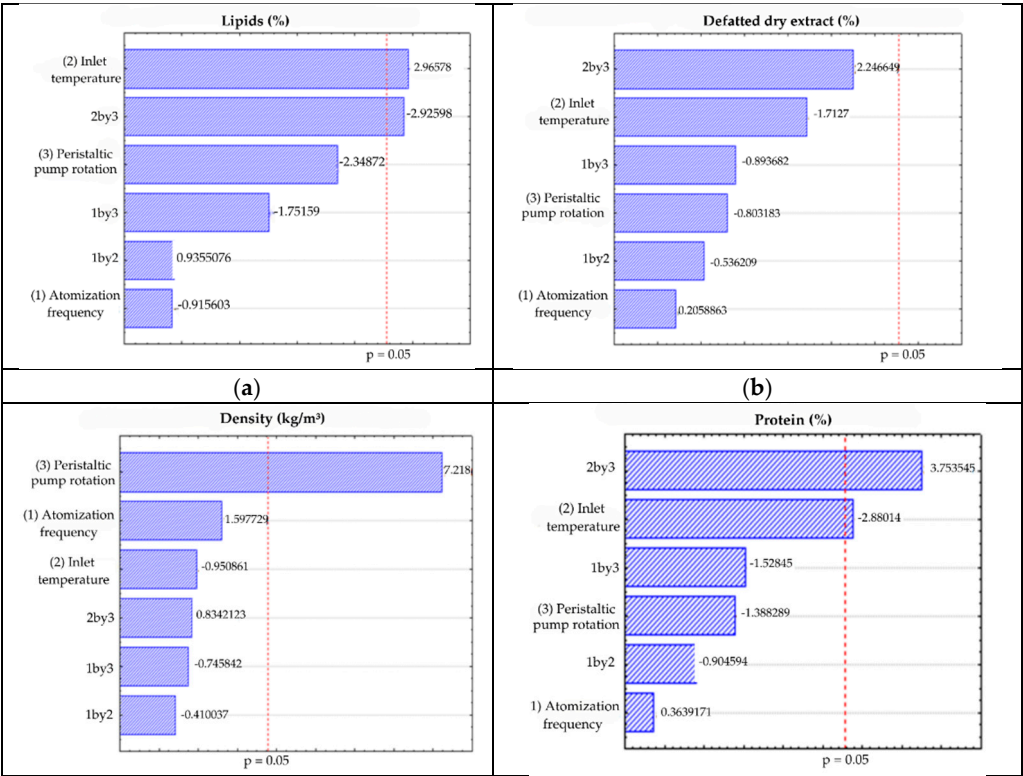 Lipids (%)
(2) Inlet
temperature
2.96578
2by3
-2.92598
(3) Peristaltic
pump rotation
-2.34872
1by3
-1.75159
1by2
0.9355076
(1) Atomization
frequency
-0.915603
p = 0.05
(a)
Defatted dry extract (%)
2by3
2.246649
(2) Inlet
temperature
-1.7127
1by3
-0.893682
(3) Peristaltic
pump rotation
-0.803183
1by2
-0.536209
(1) Atomization
frequency
0.2058863
p = 0.05
(b)
Density (kg/m³)
(3) Peristaltic
pump rotation
7.218
(1) Atomization
frequency
1.597729
(2) Inlet
temperature
-0.950861
2by3
0.8342123
1by3
-0.745842
1by2
-0.410037
p = 0.05
Protein (%)
2by3
3.753545
(2) Inlet
temperature
-2.88014
1by3
-1.52845
(3) Peristaltic
pump rotation
-1.388289
1by2
-0.904594
1) Atomization
frequency
0.3639171
p = 0.05